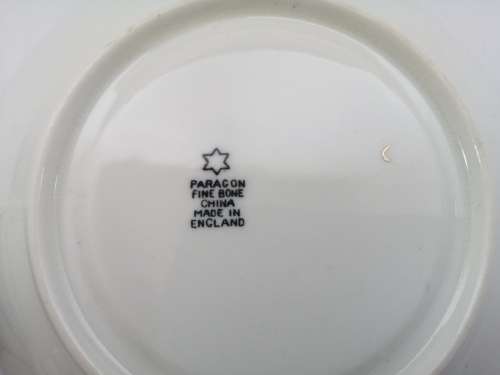 PARAGON
FINE BONE
CHINA
MADE IN
ENGLAND